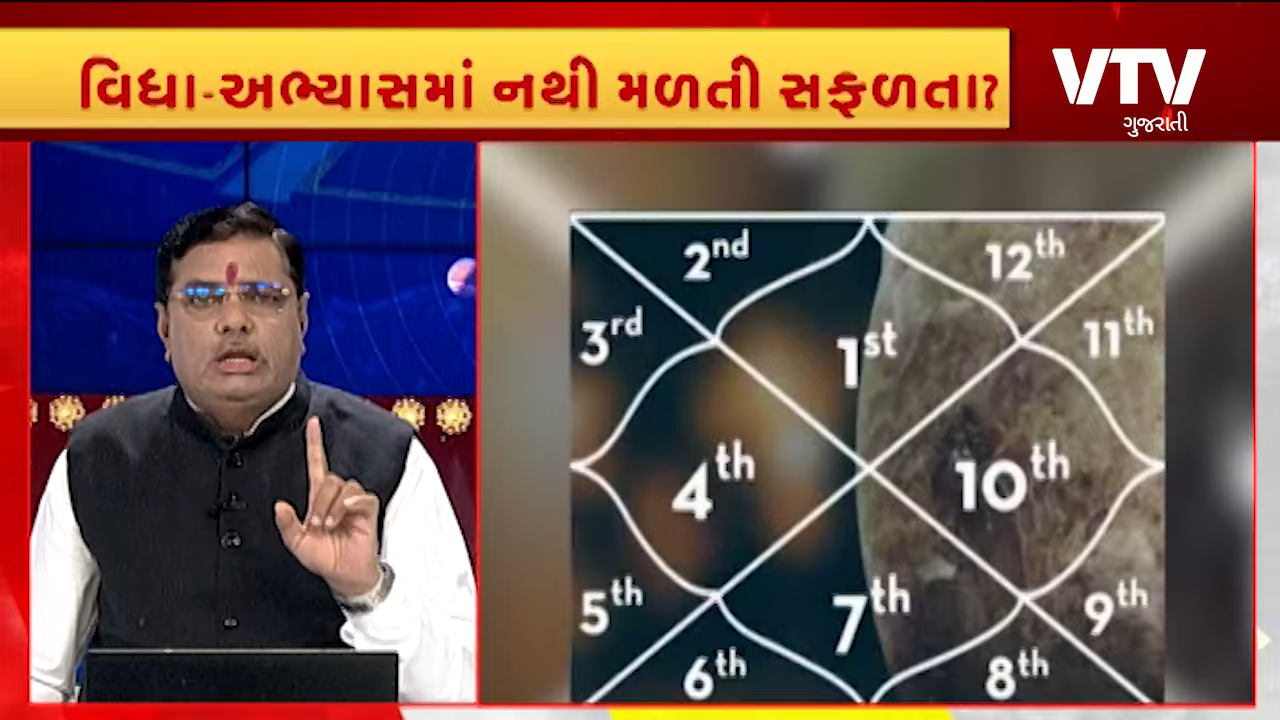 વિધા-અભ્યાસમાં નથી મળતી સફળતા?
VTV
ગુજરાતી
2nd
12th
3rd
1st
11th
4th
10th
5th
7th
9th
6th
8th